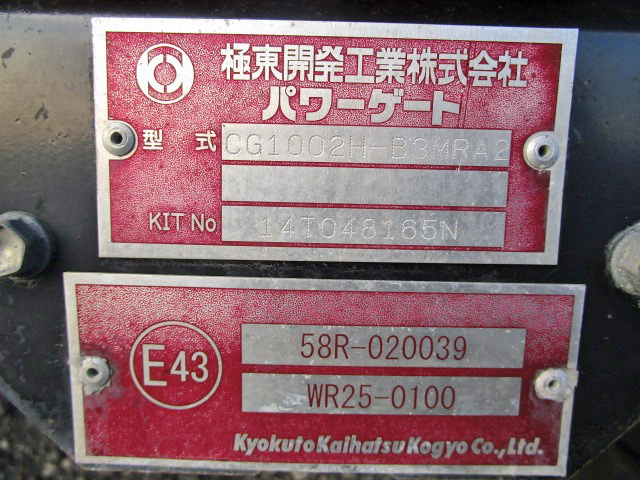 極東開発工業株式会社
パワーゲート
型式 CG1002H-B3MRA2
KIT No 14T048165N
E43
58R-020039
WR25-0100
Kyokuto Kaihatsu Kogyo Co., Ltd.